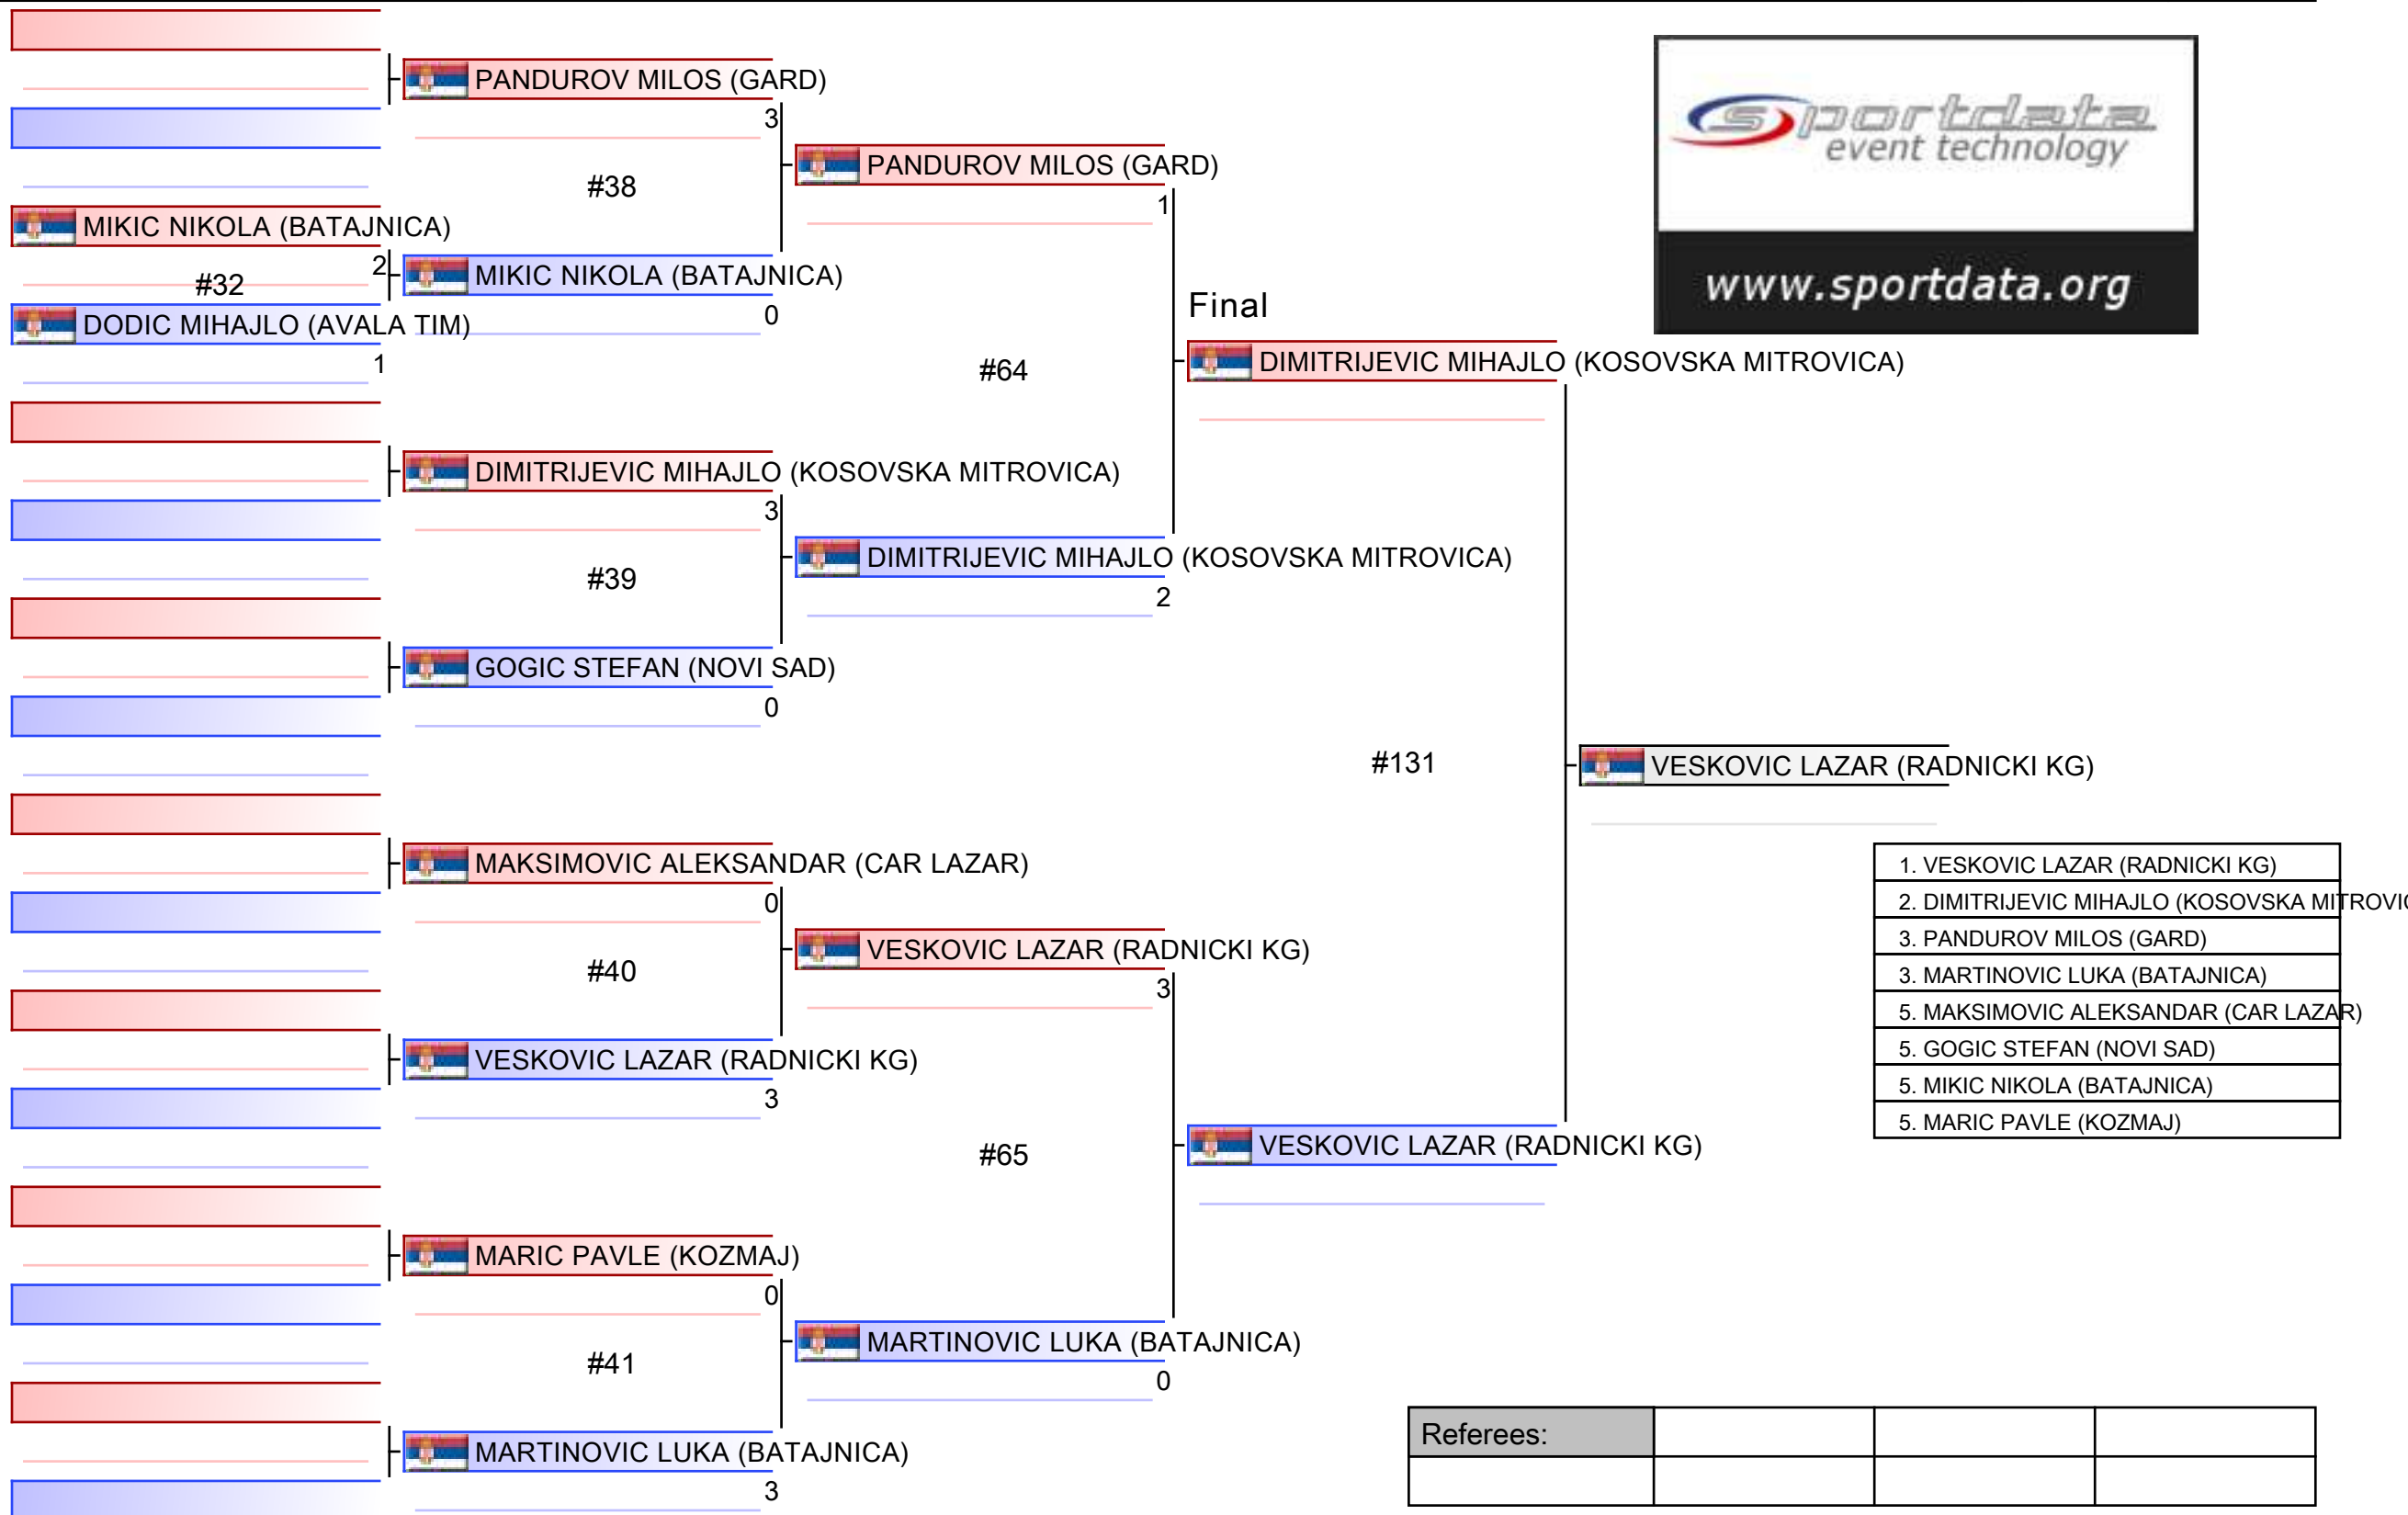 PANDUROV MILOS (GARD)
3
#38
MIKIC NIKOLA (BATAJNICA)
2
#32
DODIC MIHAJLO (AVALA TIM)
1
MIKIC NIKOLA (BATAJNICA)
0
PANDUROV MILOS (GARD)
1
#64
DIMITRIJEVIC MIHAJLO (KOSOVSKA MITROVICA)
3
#39
GOGIC STEFAN (NOVI SAD)
0
DIMITRIJEVIC MIHAJLO (KOSOVSKA MITROVICA)
2
Final
DIMITRIJEVIC MIHAJLO (KOSOVSKA MITROVICA)
#131
MAKSIMOVIC ALEKSANDAR (CAR LAZAR)
0
#40
VESKOVIC LAZAR (RADNICKI KG)
3
VESKOVIC LAZAR (RADNICKI KG)
3
#65
MARIC PAVLE (KOZMAJ)
0
#41
MARTINOVIC LUKA (BATAJNICA)
3
MARTINOVIC LUKA (BATAJNICA)
0
VESKOVIC LAZAR (RADNICKI KG)
VESKOVIC LAZAR (RADNICKI KG)
sportdata
event technology
www.sportdata.org
1. VESKOVIC LAZAR (RADNICKI KG)
2. DIMITRIJEVIC MIHAJLO (KOSOVSKA MITROVIC
3. PANDUROV MILOS (GARD)
3. MARTINOVIC LUKA (BATAJNICA)
5. MAKSIMOVIC ALEKSANDAR (CAR LAZAR)
5. GOGIC STEFAN (NOVI SAD)
5. MIKIC NIKOLA (BATAJNICA)
5. MARIC PAVLE (KOZMAJ)
Referees: